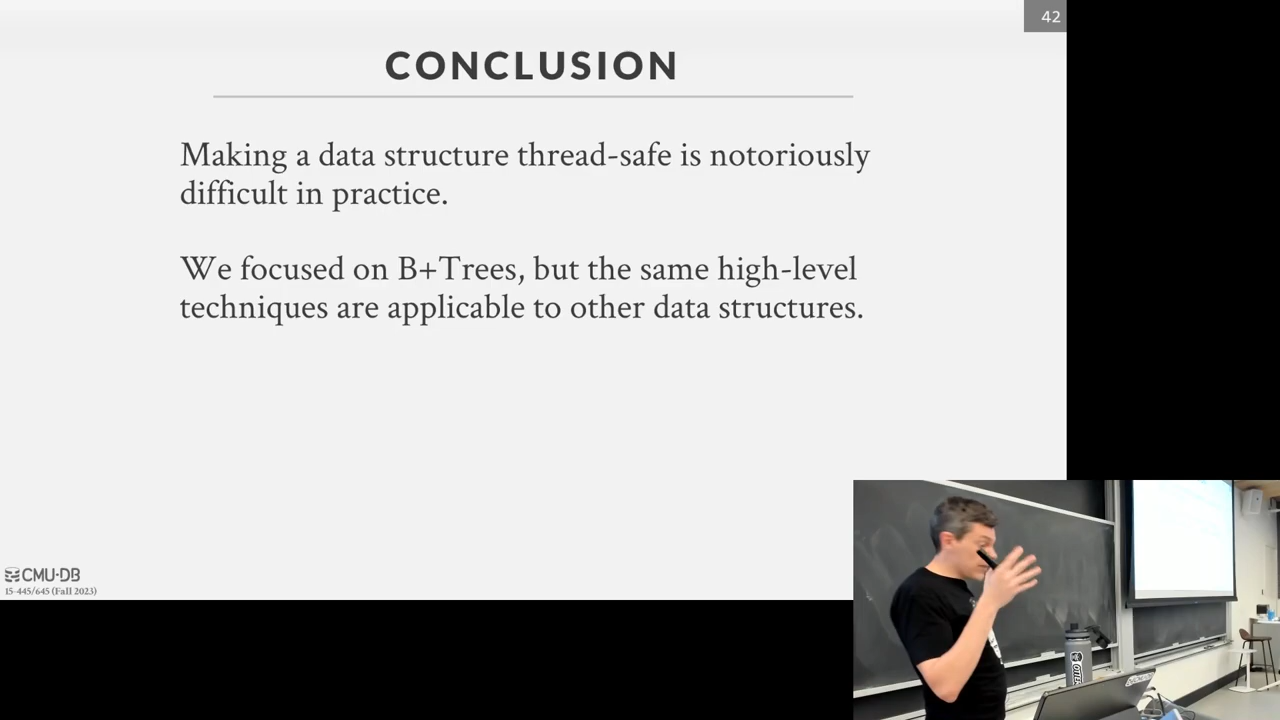 42
CONCLUSION
Making a data structure thread-safe is notoriously
difficult in practice.
We focused on B+Trees, but the same high-level
techniques are applicable to other data structures.
CMU·DB
15-445/645 (Fall 2023)